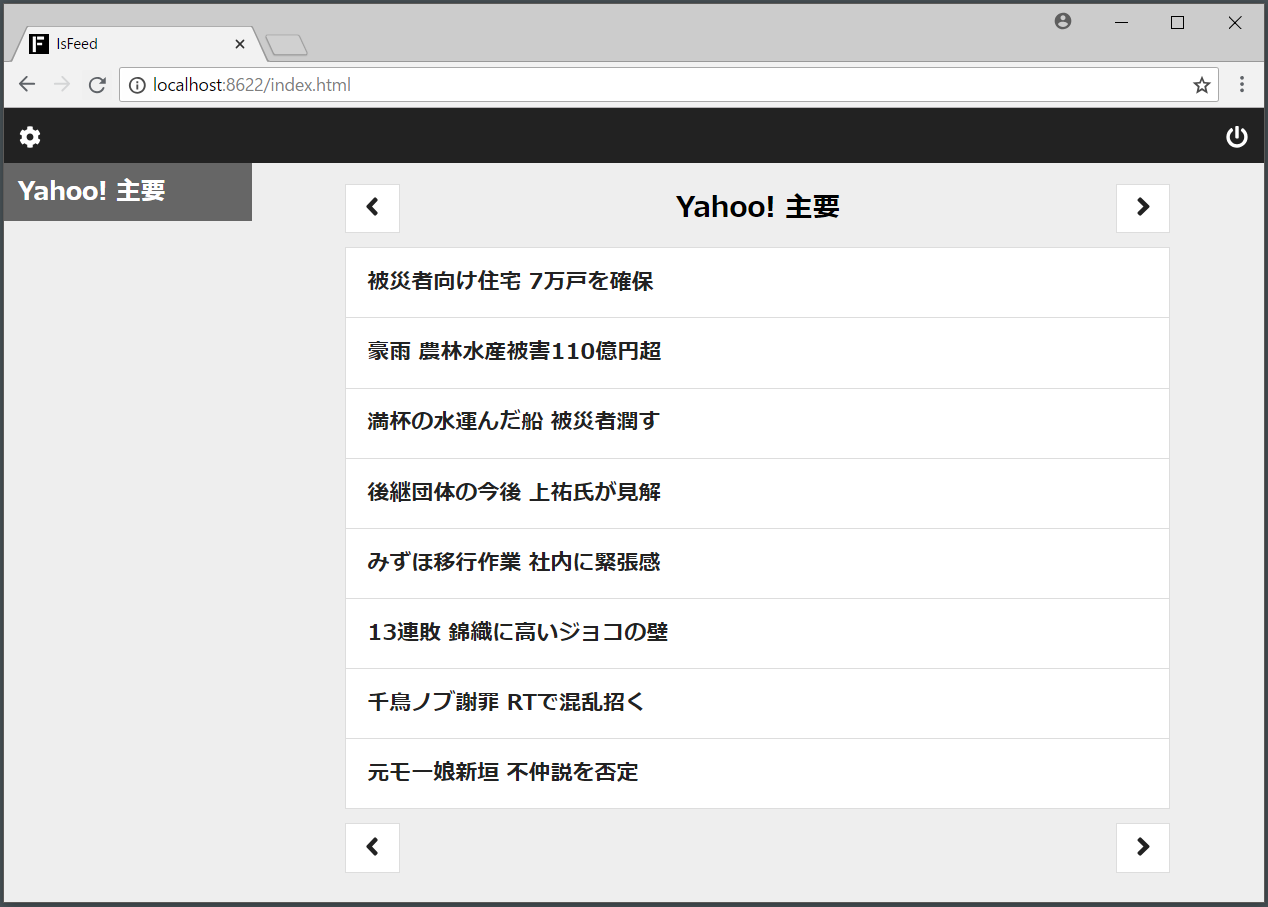 IsFeed
localhost:8622/index.html
Yahoo! 主要
Yahoo! 主要
被災者向け住宅 7万戸を確保
豪雨 農林水産被害110億円超
満杯の水運んだ船 被災者潤す
後継団体の今後 上祐氏が見解
みずほ移行作業 社内に緊張感
13連敗 錦織に高いジョコの壁
千鳥ノブ謝罪 RTで混乱招く
元モー娘新垣 不仲説を否定